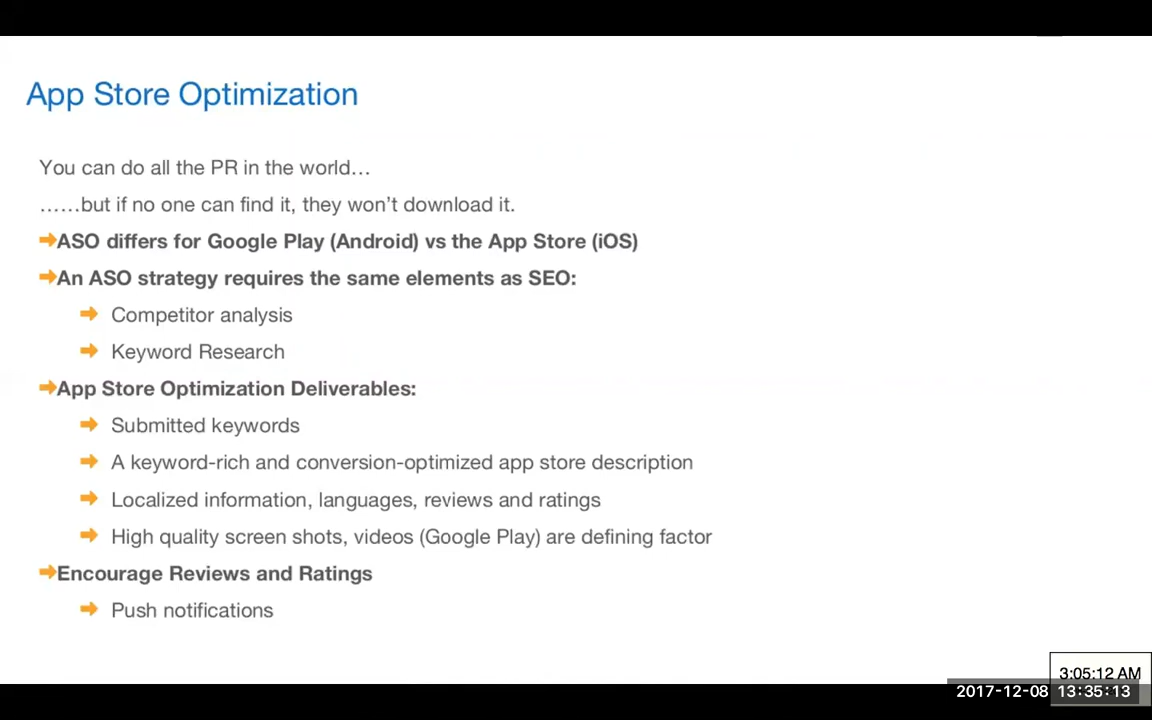 App Store Optimization
You can do all the PR in the world…
……but if no one can find it, they won’t download it.
ASO differs for Google Play (Android) vs the App Store (iOS)
An ASO strategy requires the same elements as SEO:
Competitor analysis
Keyword Research
App Store Optimization Deliverables:
Submitted keywords
A keyword-rich and conversion-optimized app store description
Localized information, languages, reviews and ratings
High quality screen shots, videos (Google Play) are defining factor
Encourage Reviews and Ratings
Push notifications
3:05:12 AM
2017-12-08 13:35:13